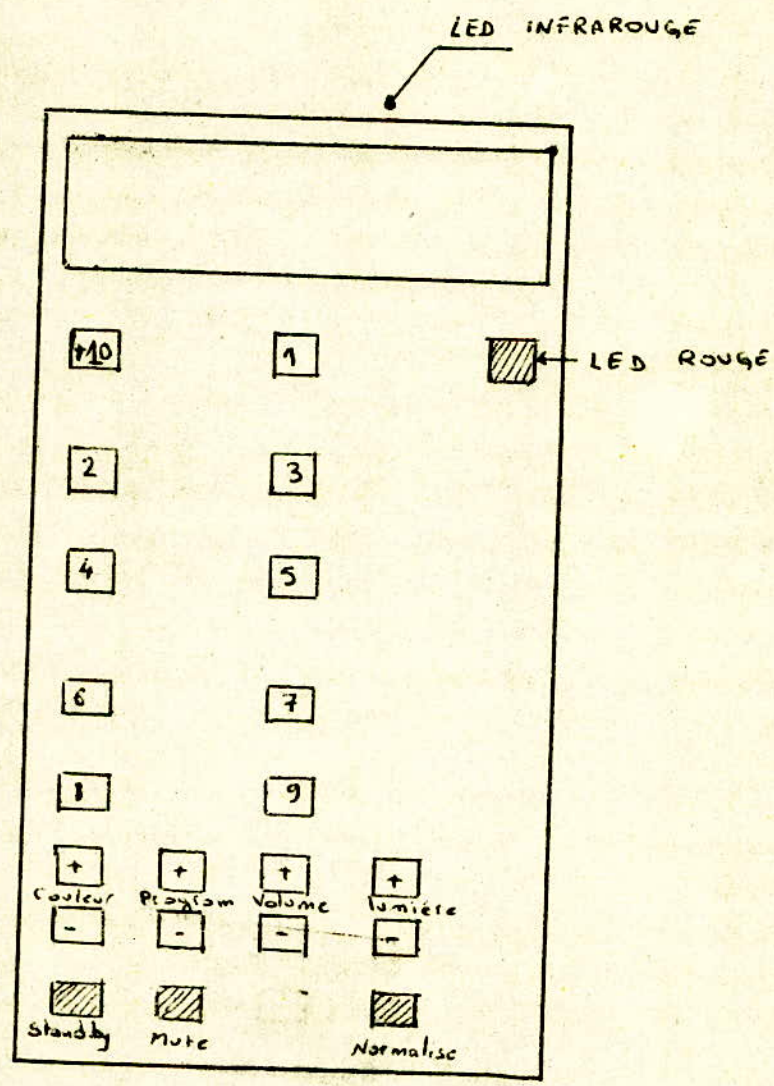 LED INFRAROUGE
+10 1
LED ROUGE
2 3
4 5
6 7
8 9
+ + + +
Couleur Program Volume lumière
- - - -
Standby Mute Normalise